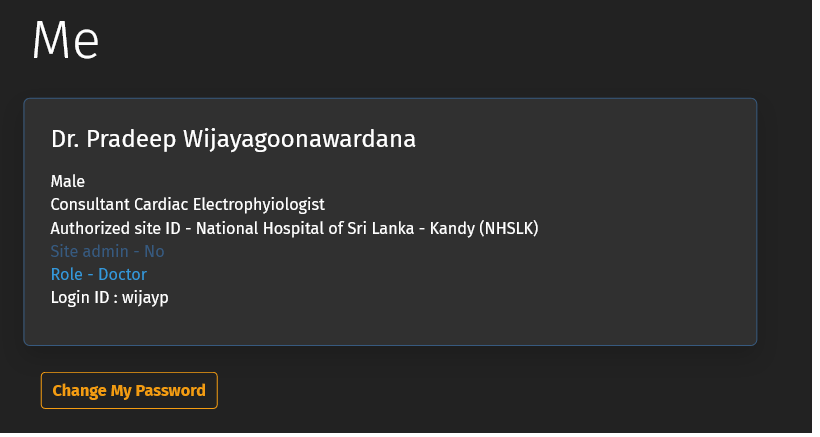 Me
Dr. Pradeep Wijayagoonawardana
Male
Consultant Cardiac Electrophyiologist
Authorized site ID - National Hospital of Sri Lanka - Kandy (NHSLK)
Site admin - No
Role - Doctor
Login ID : wijayp
Change My Password